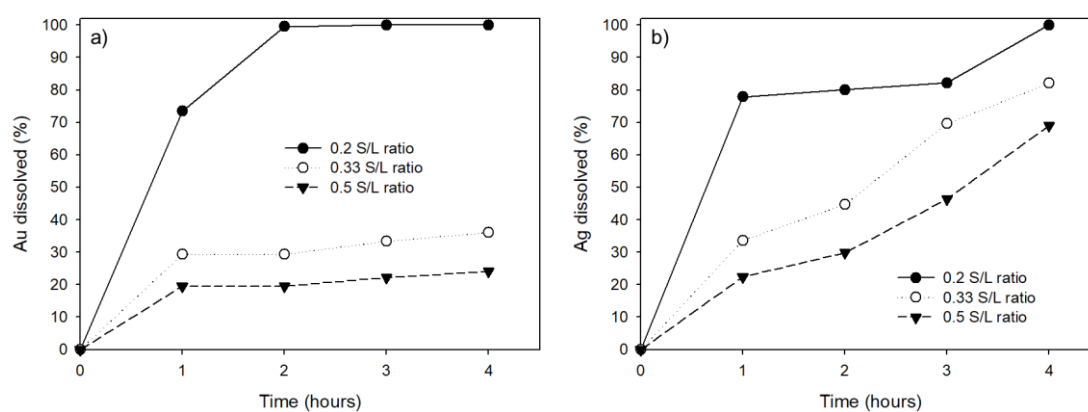 a)
100
90
80
70
60
50
40
30
20
10
0
Au dissolved (%)
0.2 S/L ratio
0.33 S/L ratio
0.5 S/L ratio
0 1 2 3 4
Time (hours)
b)
100
90
80
70
60
50
40
30
20
10
0
Ag dissolved (%)
0.2 S/L ratio
0.33 S/L ratio
0.5 S/L ratio
0 1 2 3 4
Time (hours)